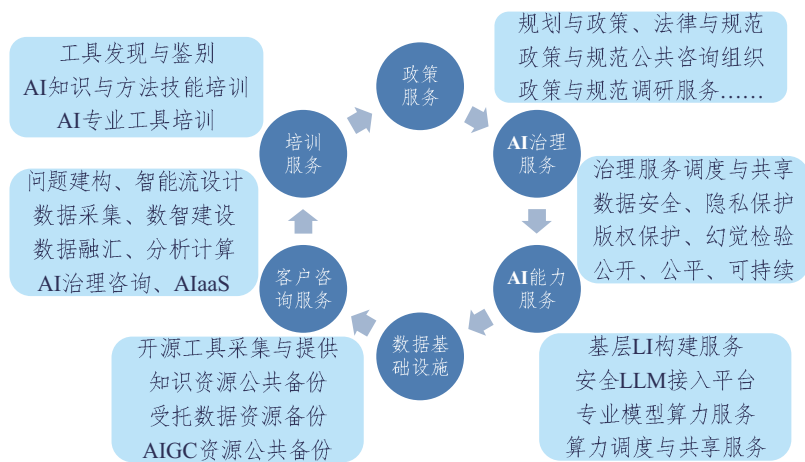 工具发现与鉴别
AI知识与方法技能培训
AI专业工具培训
政策
服务
规划与政策、法律与规范
政策与规范公共咨询组织
政策与规范调研服务……
培训
服务
AI治理
服务
问题建构、智能流设计
数据采集、数智建设
数据融汇、分析计算
AI治理咨询、AIaaS
治理服务调度与共享
数据安全、隐私保护
版权保护、幻觉检验
公开、公平、可持续
客户咨
询服务
AI能力
服务
数据基
础设施
开源工具采集与提供
知识资源公共备份
受托数据资源备份
AIGC资源公共备份
基层LI构建服务
安全LLM接入平台
专业模型算力服务
算力调度与共享服务